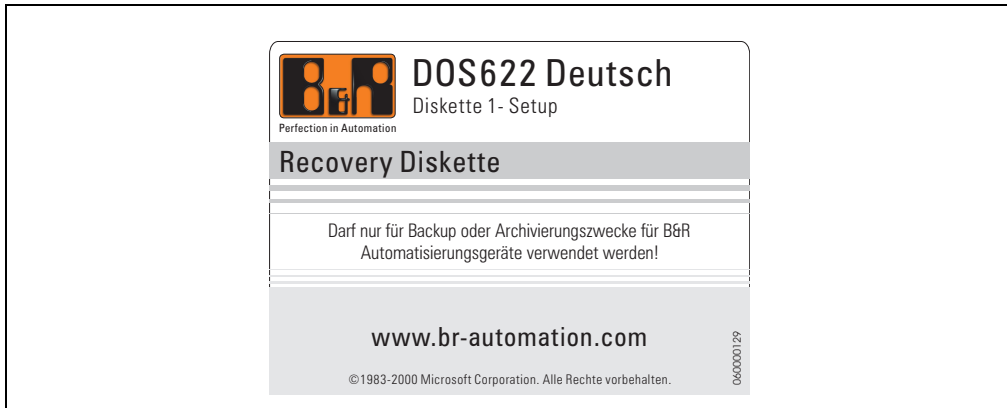 B&R
DOS622 Deutsch
Diskette 1- Setup
Perfection in Automation
Recovery Diskette
Darf nur für Backup oder Archivierungszwecke für B&R
Automatisierungsgeräte verwendet werden!
www.br-automation.com
060000129
©1983-2000 Microsoft Corporation. Alle Rechte vorbehalten.